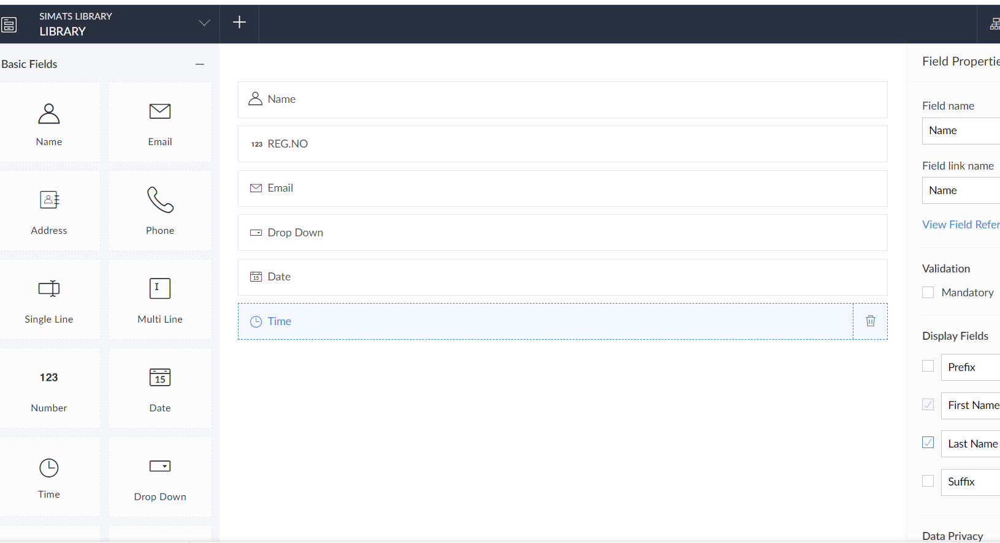 SIMATS LIBRARY
LIBRARY
Basic Fields
Name
Email
Address
Phone
Single Line
I
Multi Line
123
Number
15
Date
Time
Drop Down
Name
123 REG.NO
Email
Drop Down
15 Date
Time
Field Propertie
Field name
Name
Field link name
Name
View Field Refer
Validation
Mandatory
Display Fields
Prefix
First Name
Last Name
Suffix
Data Privacy